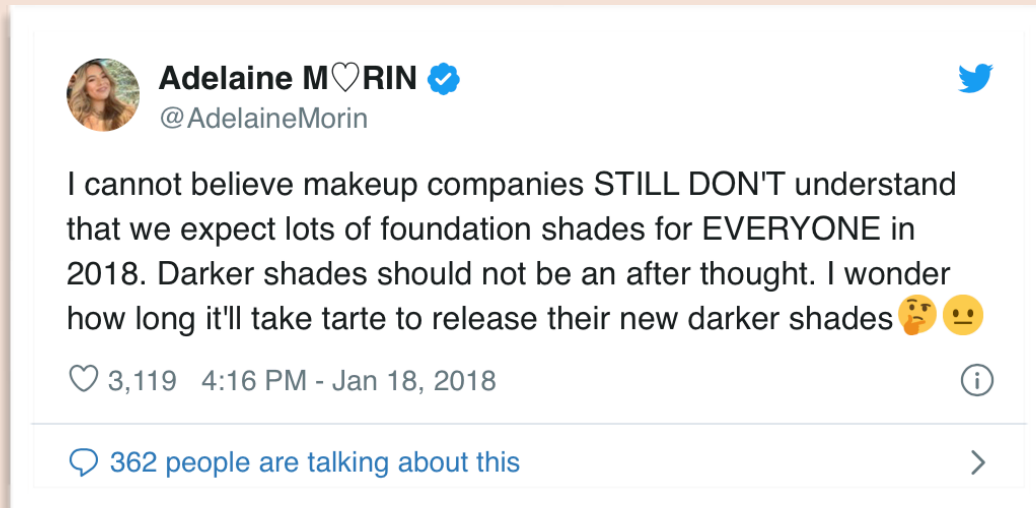 Adelaine M♡RIN
@AdelaineMorin
I cannot believe makeup companies STILL DON'T understand
that we expect lots of foundation shades for EVERYONE in
2018. Darker shades should not be an after thought. I wonder
how long it'll take tarte to release their new darker shades🤔😐
3,119 4:16 PM - Jan 18, 2018
362 people are talking about this